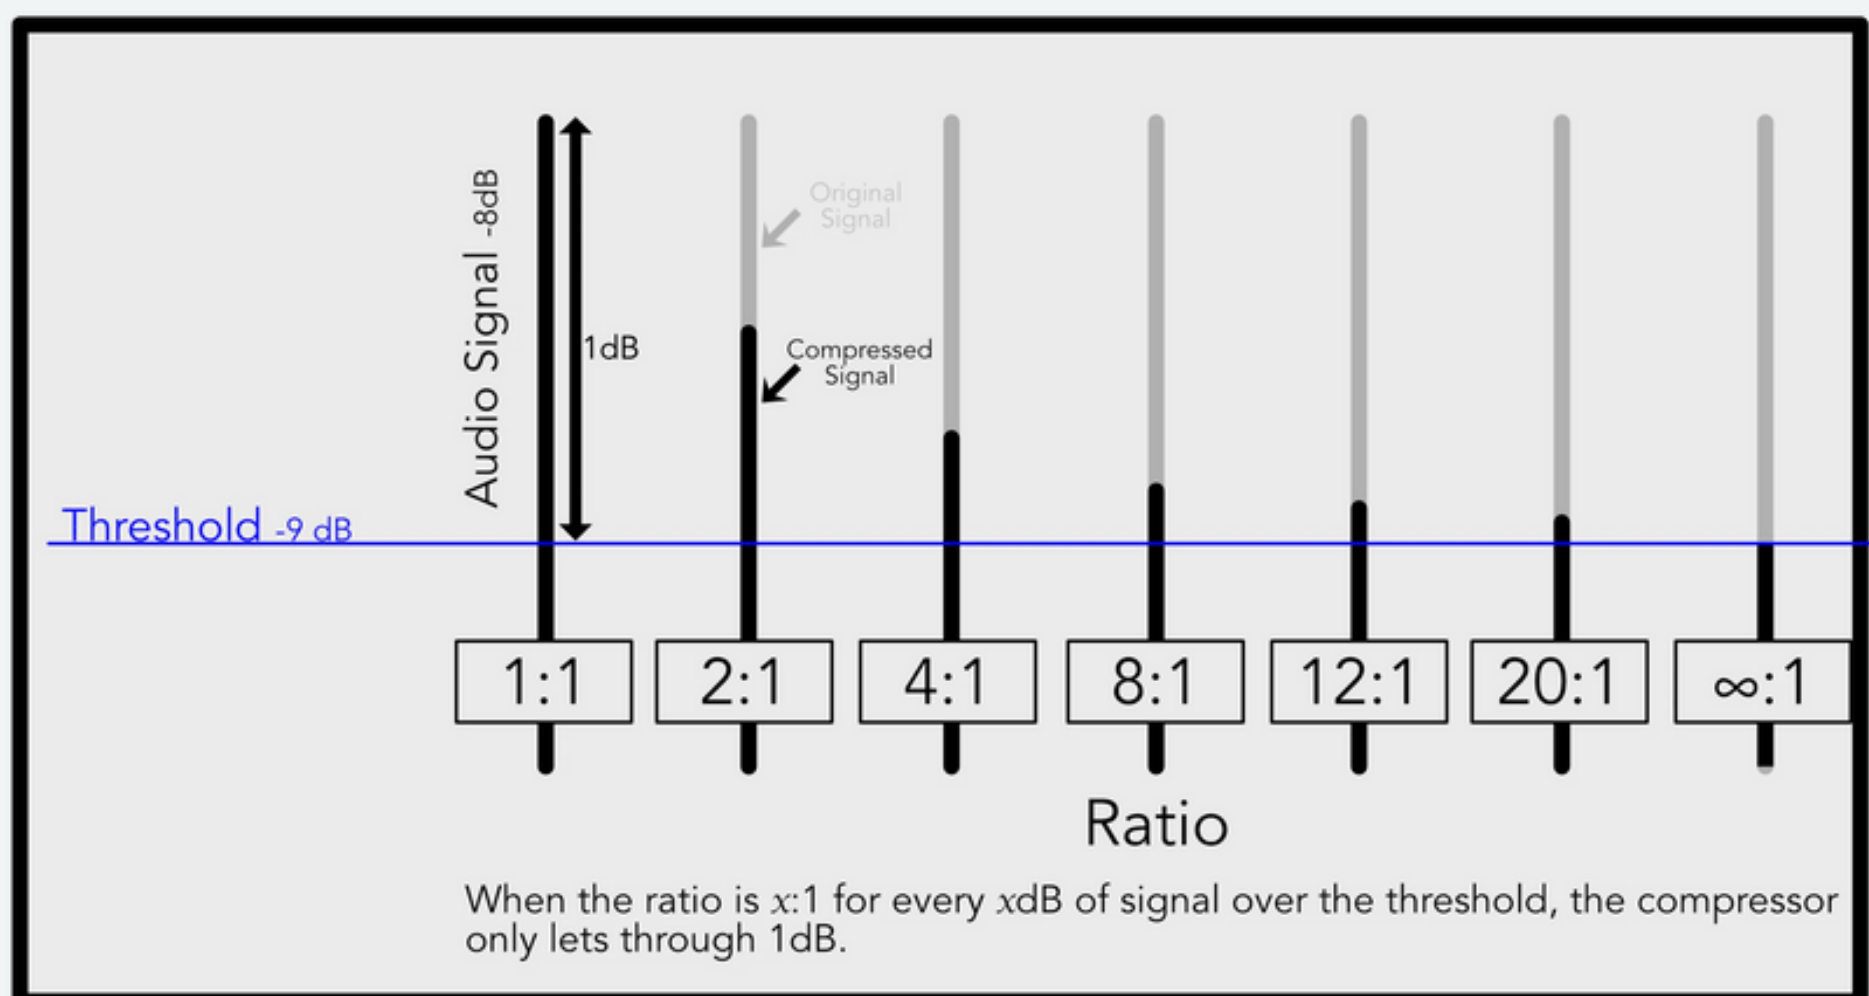 Audio Signal -8dB
1dB
Original
Signal
Compressed
Signal
Threshold -9 dB
1:1
2:1
4:1
8:1
12:1
20:1
∞:1
Ratio
When the ratio is x:1 for every xdB of signal over the threshold, the compressor
only lets through 1dB.